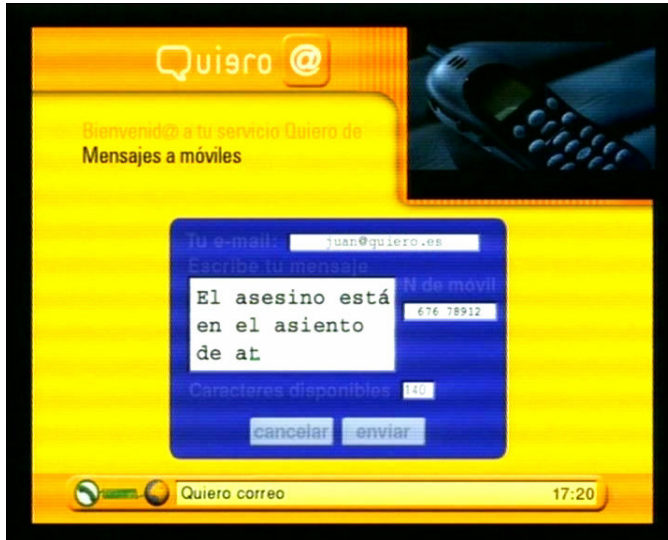 Quiero @
Bienvenid@ a tu servicio Quiero de
Mensajes a móviles
Tu e-mail: juan@quiero.es
Escribe tu mensaje
El asesino está
en el asiento
de at
N de móvil
676 78912
Caracteres disponibles 140
cancelar enviar
Quiero correo 17:20